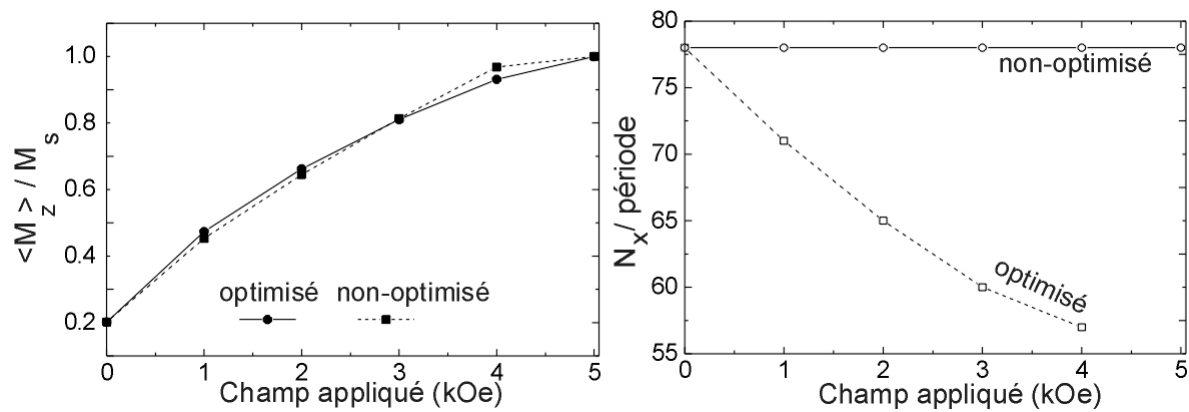 <M_z> / M_s
1.0
0.8
0.6
0.4
0.2
optimisé non-optimisé
0 1 2 3 4 5
Champ appliqué (kOe)
N_x/ période
80
75
70
65
60
55
non-optimisé
optimisé
0 1 2 3 4 5
Champ appliqué (kOe)